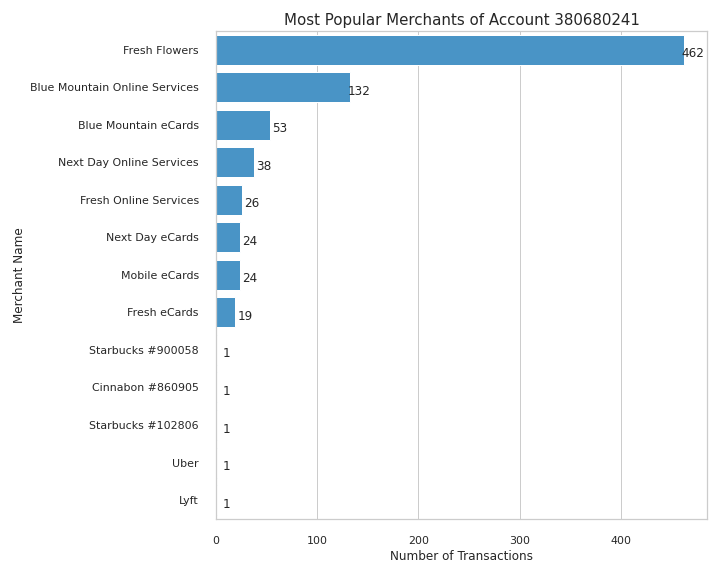 Most Popular Merchants of Account 380680241
Merchant Name
Fresh Flowers 462
Blue Mountain Online Services 132
Blue Mountain eCards 53
Next Day Online Services 38
Fresh Online Services 26
Next Day eCards 24
Mobile eCards 24
Fresh eCards 19
Starbucks #900058 1
Cinnabon #860905 1
Starbucks #102806 1
Uber 1
Lyft 1
0 100 200 300 400
Number of Transactions